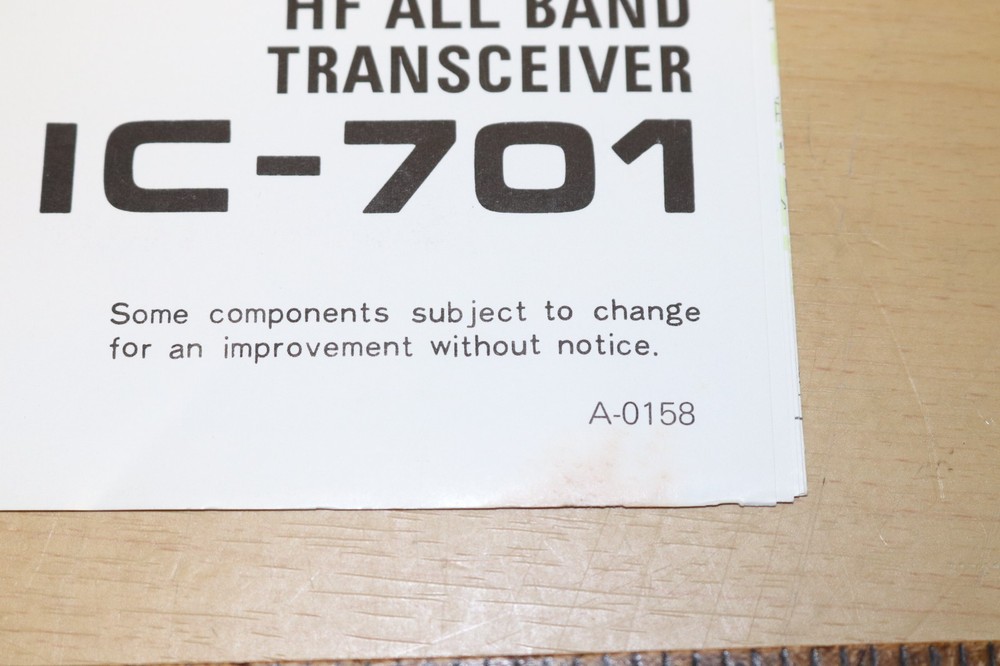 HF ALL BAND
TRANSCEIVER
IC-701
Some components subject to change
for an improvement without notice.
A-0158